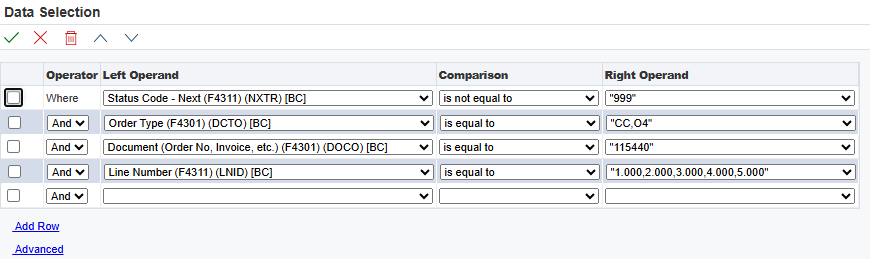 Data Selection
Operator Left Operand Comparison Right Operand
Where Status Code - Next (F4311) (NXTR) [BC] is not equal to "999"
And Order Type (F4301) (DCTO) [BC] is equal to "CC,O4"
And Document (Order No, Invoice, etc.) (F4301) (DOCO) [BC] is equal to "115440"
And Line Number (F4311) (LNID) [BC] is equal to "1.000,2.000,3.000,4.000,5.000"
And
Add Row
Advanced